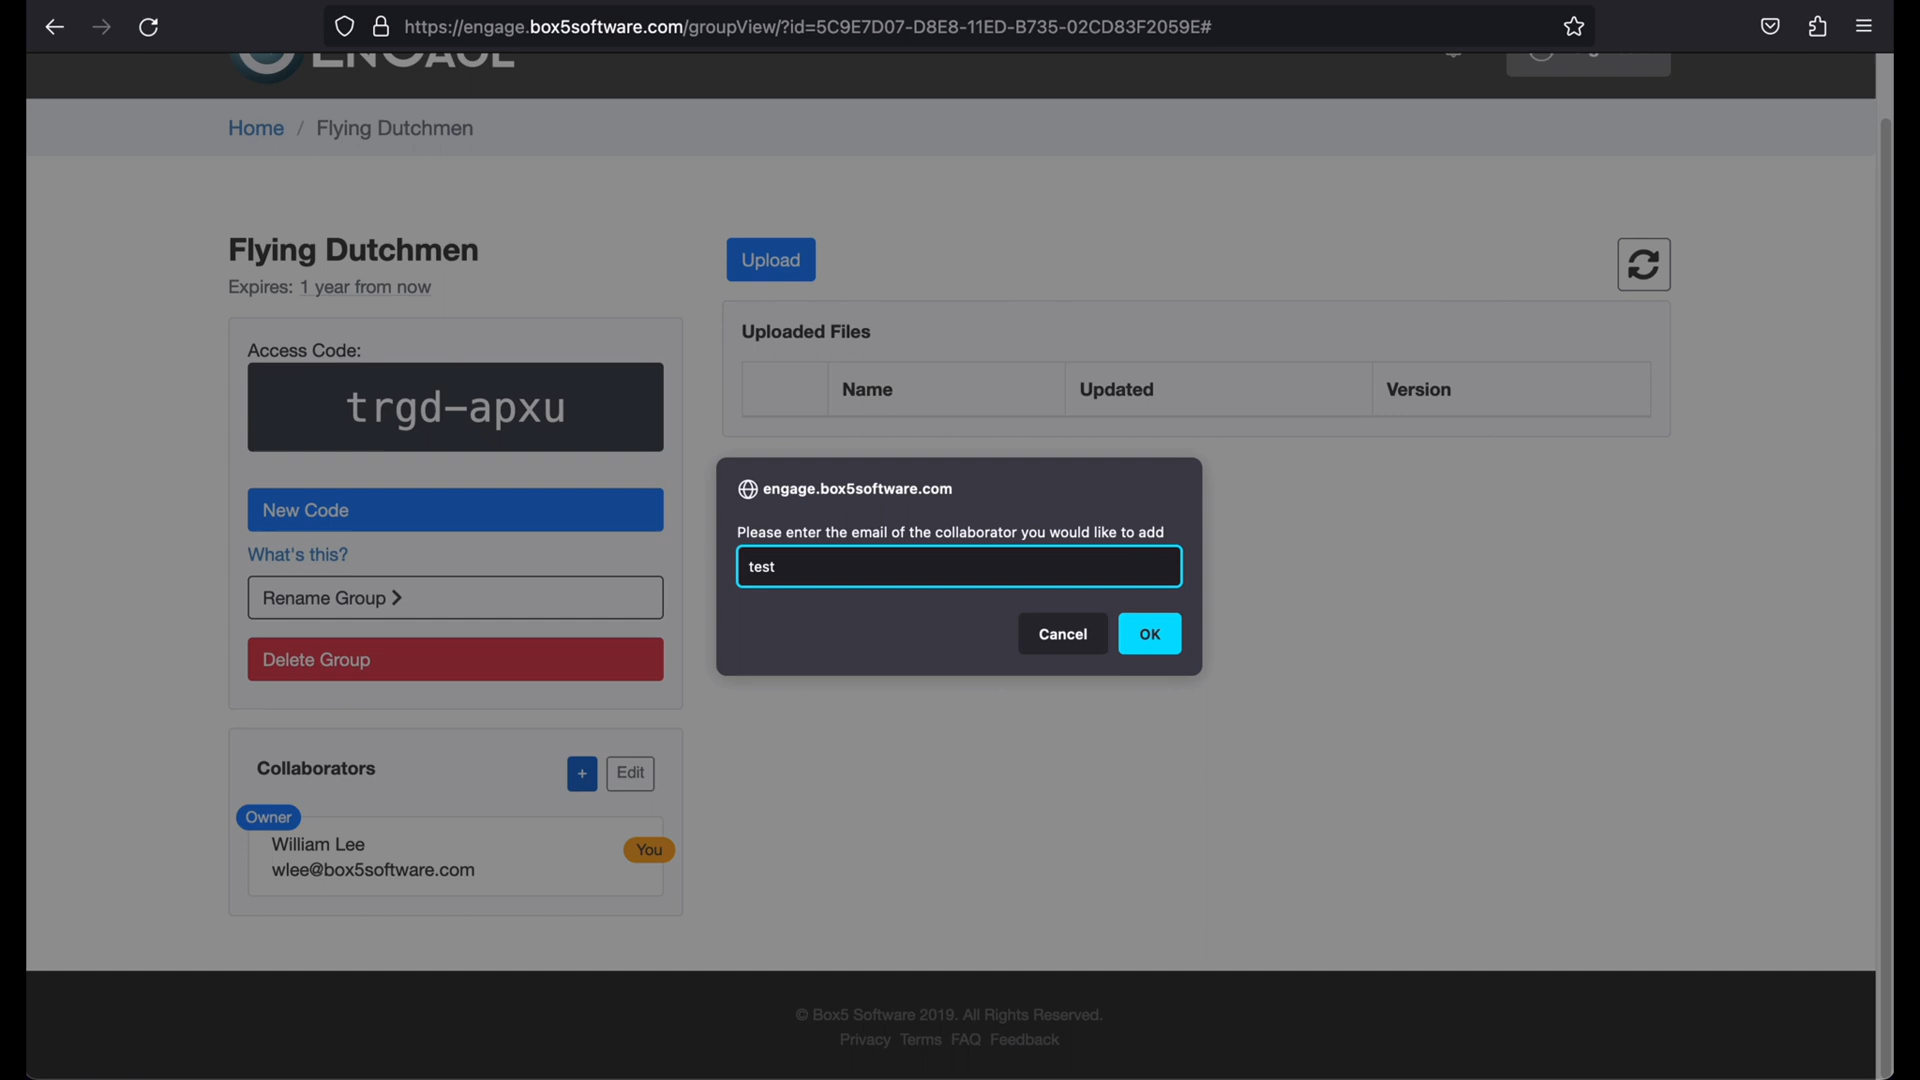 https://engage.box5software.com/groupView/?id=5C9E7D07-D8E8-11ED-B735-02CD83F2059E#
ENGAGE
Home / Flying Dutchmen
Flying Dutchmen
Expires: 1 year from now
Upload
Access Code:
trgd-apxu
Uploaded Files
Name Updated Version
New Code
What's this?
Rename Group
Delete Group
engage.box5software.com
Please enter the email of the collaborator you would like to add
test
Cancel OK
Collaborators
+ Edit
Owner
William Lee
You
wlee@box5software.com
© Box5 Software 2019. All Rights Reserved.
Privacy Terms FAQ Feedback